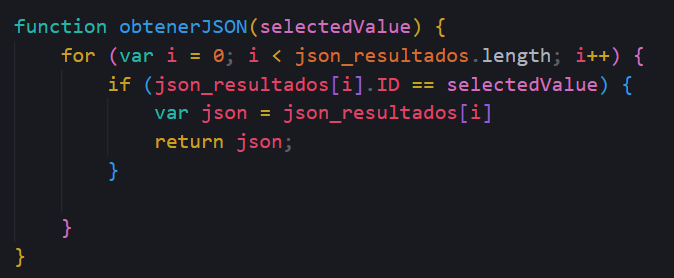 function obtenerJSON(selectedValue) {
    for (var i = 0; i < json_resultados.length; i++) {
        if (json_resultados[i].ID == selectedValue) {
            var json = json_resultados[i]
            return json;
        }

    }
}